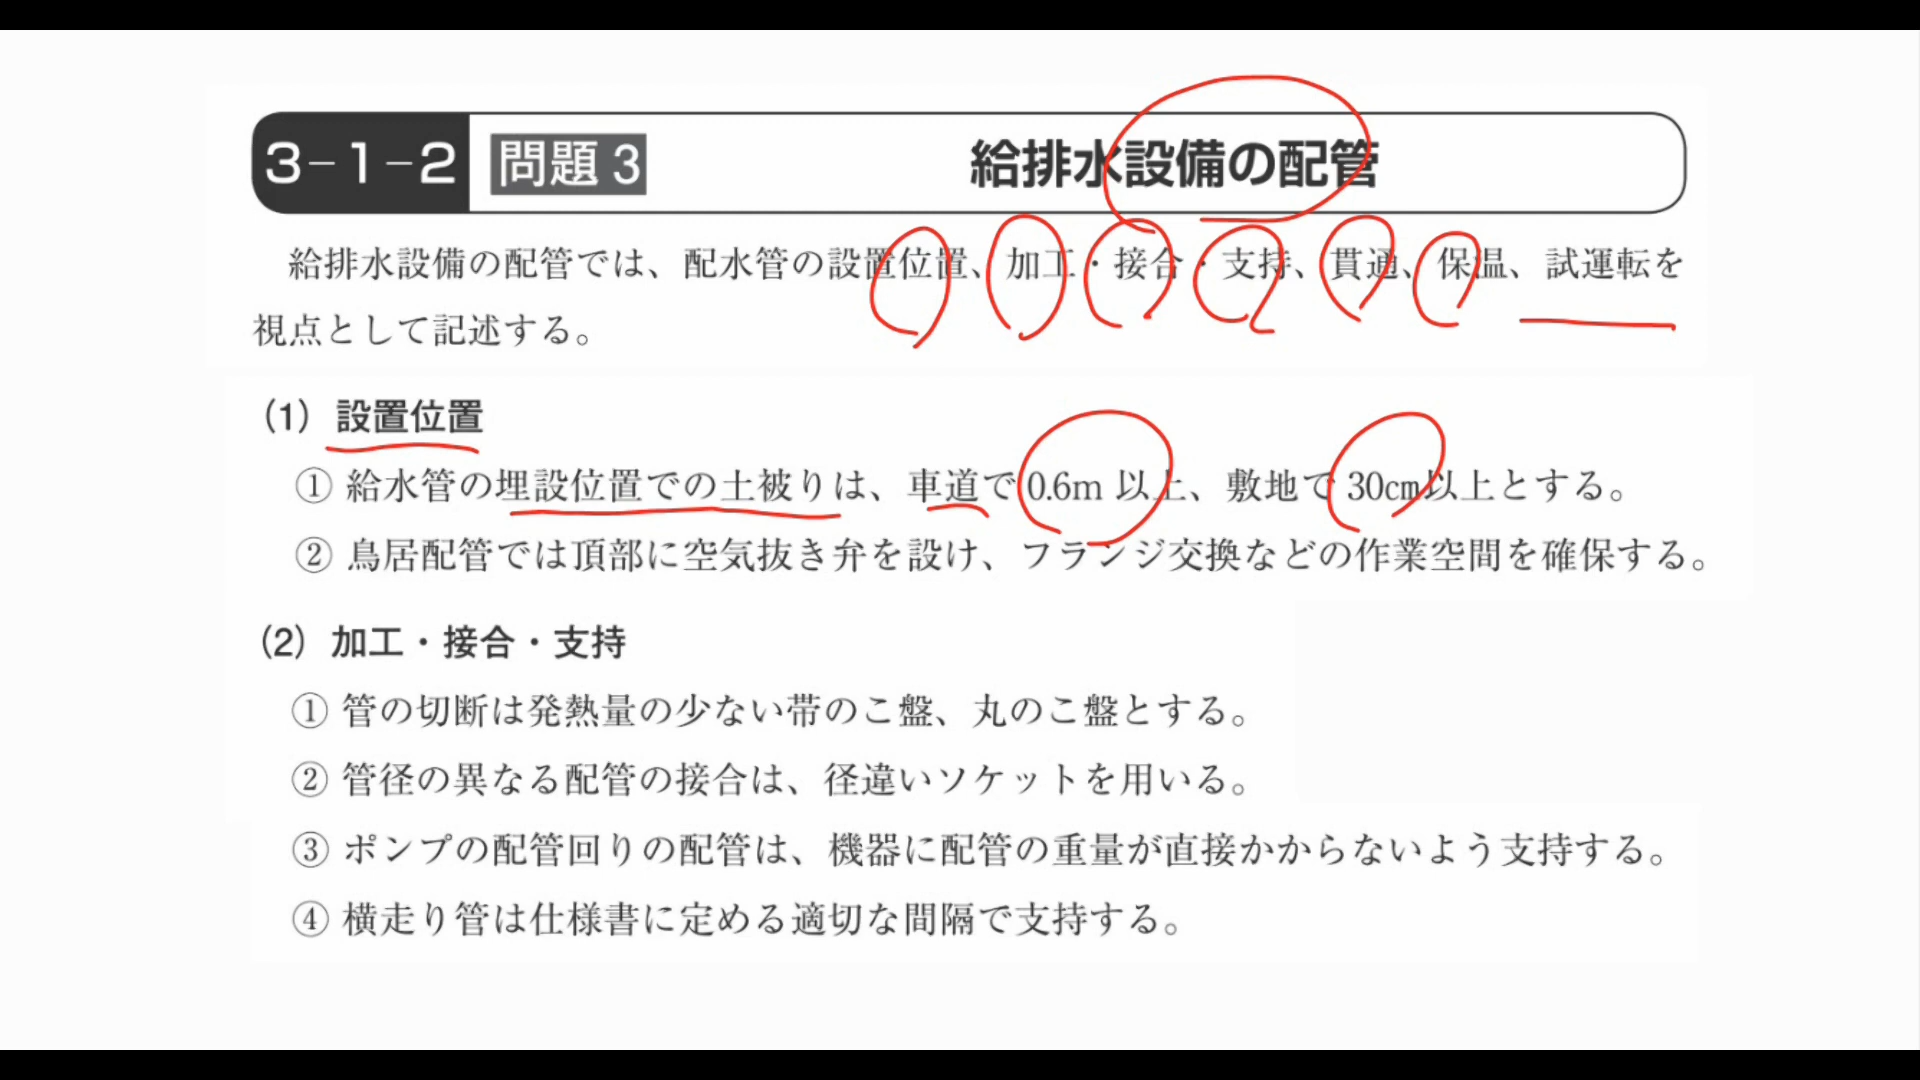 3-1-2 問題3 給排水設備の配管
給排水設備の配管では、配水管の設置位置、加工・接合・支持、貫通、保温、試運転を
視点として記述する。
(1) 設置位置
① 給水管の埋設位置での土被りは、車道で0.6m 以上、敷地で30cm以上とする。
② 鳥居配管では頂部に空気抜き弁を設け、フランジ交換などの作業空間を確保する。
(2) 加工・接合・支持
① 管の切断は発熱量の少ない帯のこ盤、丸のこ盤とする。
② 管径の異なる配管の接合は、径違いソケットを用いる。
③ ポンプの配管回りの配管は、機器に配管の重量が直接かからないよう支持する。
④ 横走り管は仕様書に定める適切な間隔で支持する。